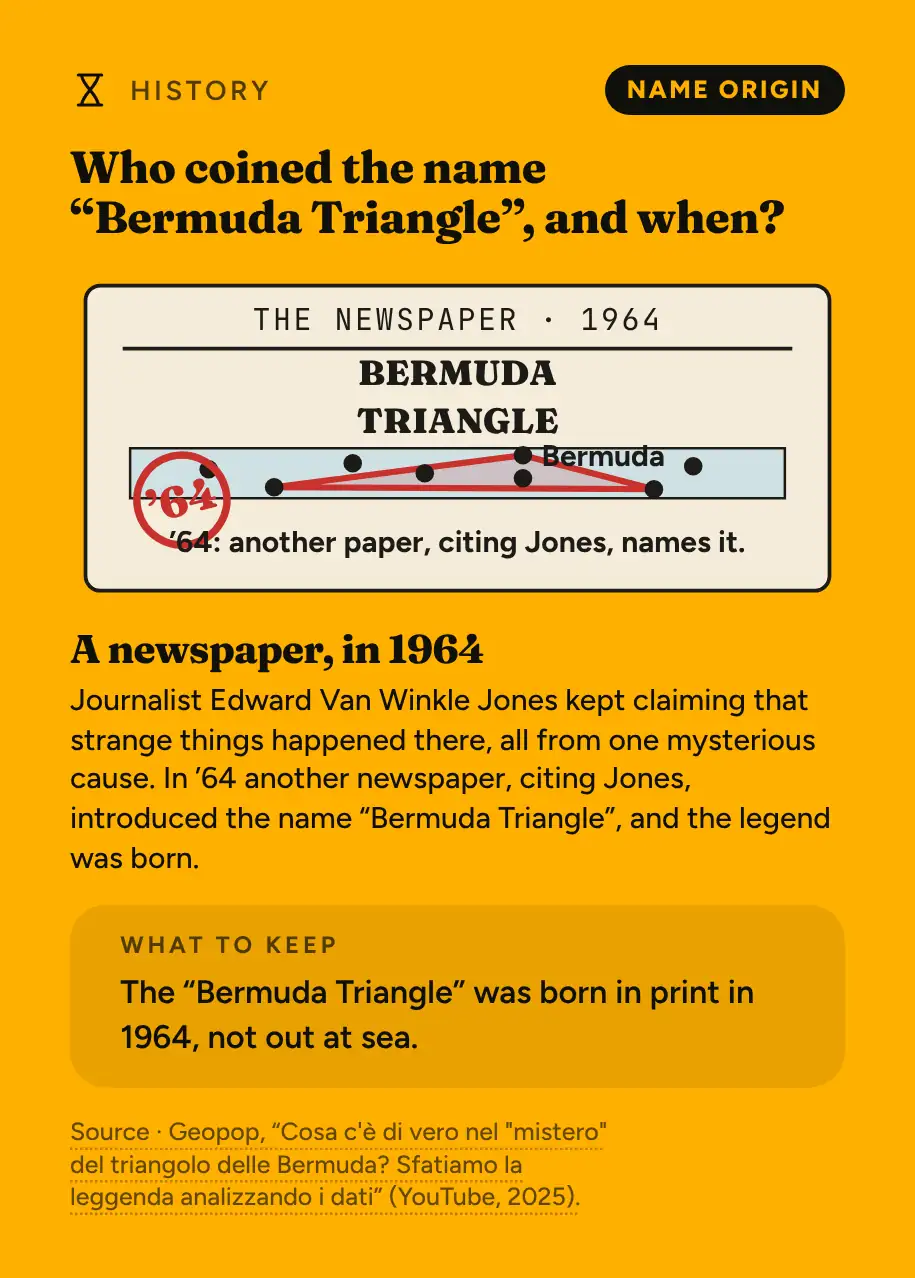 HISTORY
NAME ORIGIN
Who coined the name
“Bermuda Triangle”, and when?
THE NEWSPAPER · 1964
BERMUDA
TRIANGLE
Bermuda
’64
’64: another paper, citing Jones, names it.
A newspaper, in 1964
Journalist Edward Van Winkle Jones kept claiming that
strange things happened there, all from one mysterious
cause. In ’64 another newspaper, citing Jones,
introduced the name “Bermuda Triangle”, and the legend
was born.
WHAT TO KEEP
The “Bermuda Triangle” was born in print in
1964, not out at sea.
Source · Geopop, “Cosa c'è di vero nel "mistero"
del triangolo delle Bermuda? Sfatiamo la
leggenda analizzando i dati” (YouTube, 2025).